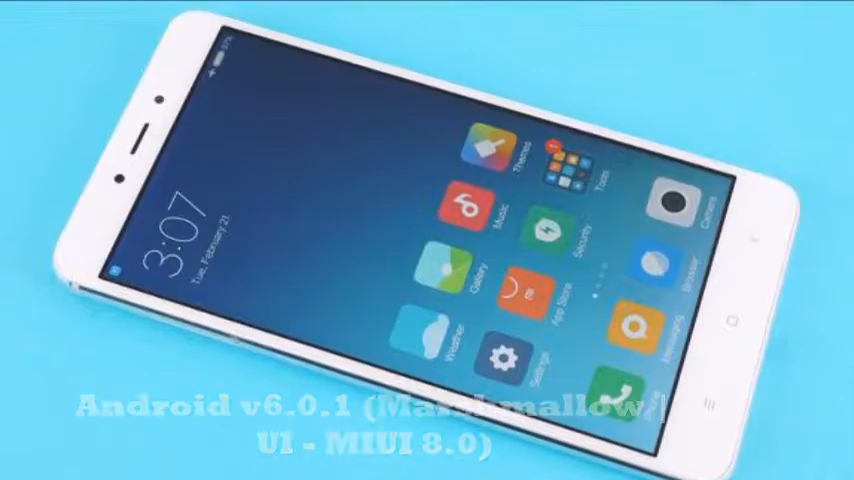 37%
3:07
Tue, February 21
Themes
Tools
Music
Security
Camera
Gallery
App Store
Browser
Weather
Settings
Messaging
Phone
Android v6.0.1 (Marshmallow |
UI - MIUI 8.0)